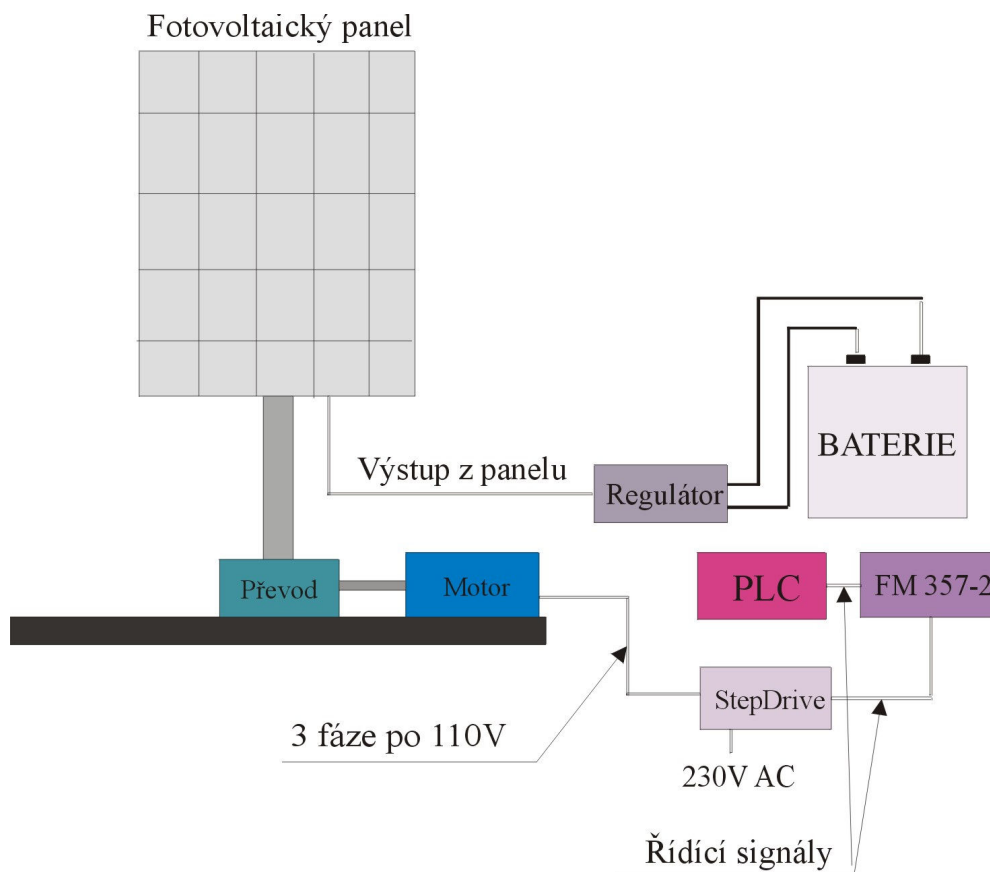 Fotovoltaický panel
BATERIE
Výstup z panelu
Regulátor
Převod
Motor
PLC
FM 357-2
StepDrive
3 fáze po 110V
230V AC
Řídící signály